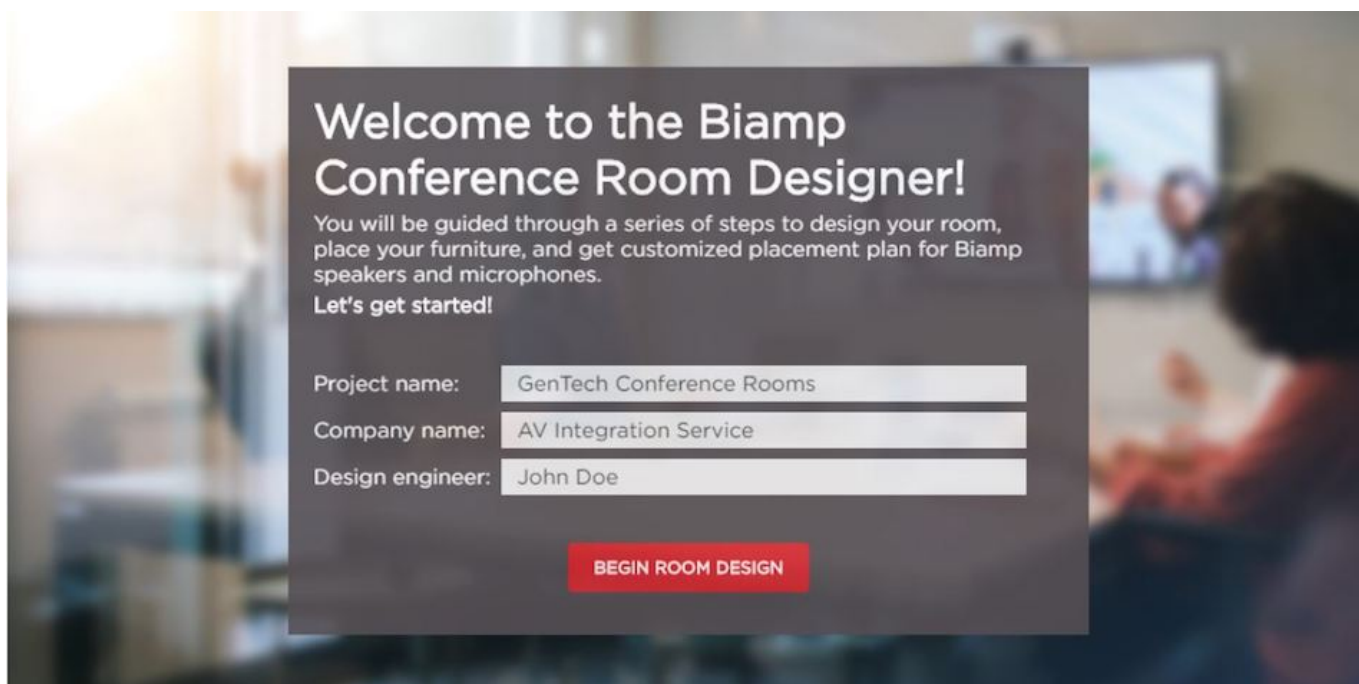 Welcome to the Biamp
Conference Room Designer!
You will be guided through a series of steps to design your room,
place your furniture, and get customized placement plan for Biamp
speakers and microphones.
Let's get started!
Project name: GenTech Conference Rooms
Company name: AV Integration Service
Design engineer: John Doe
BEGIN ROOM DESIGN